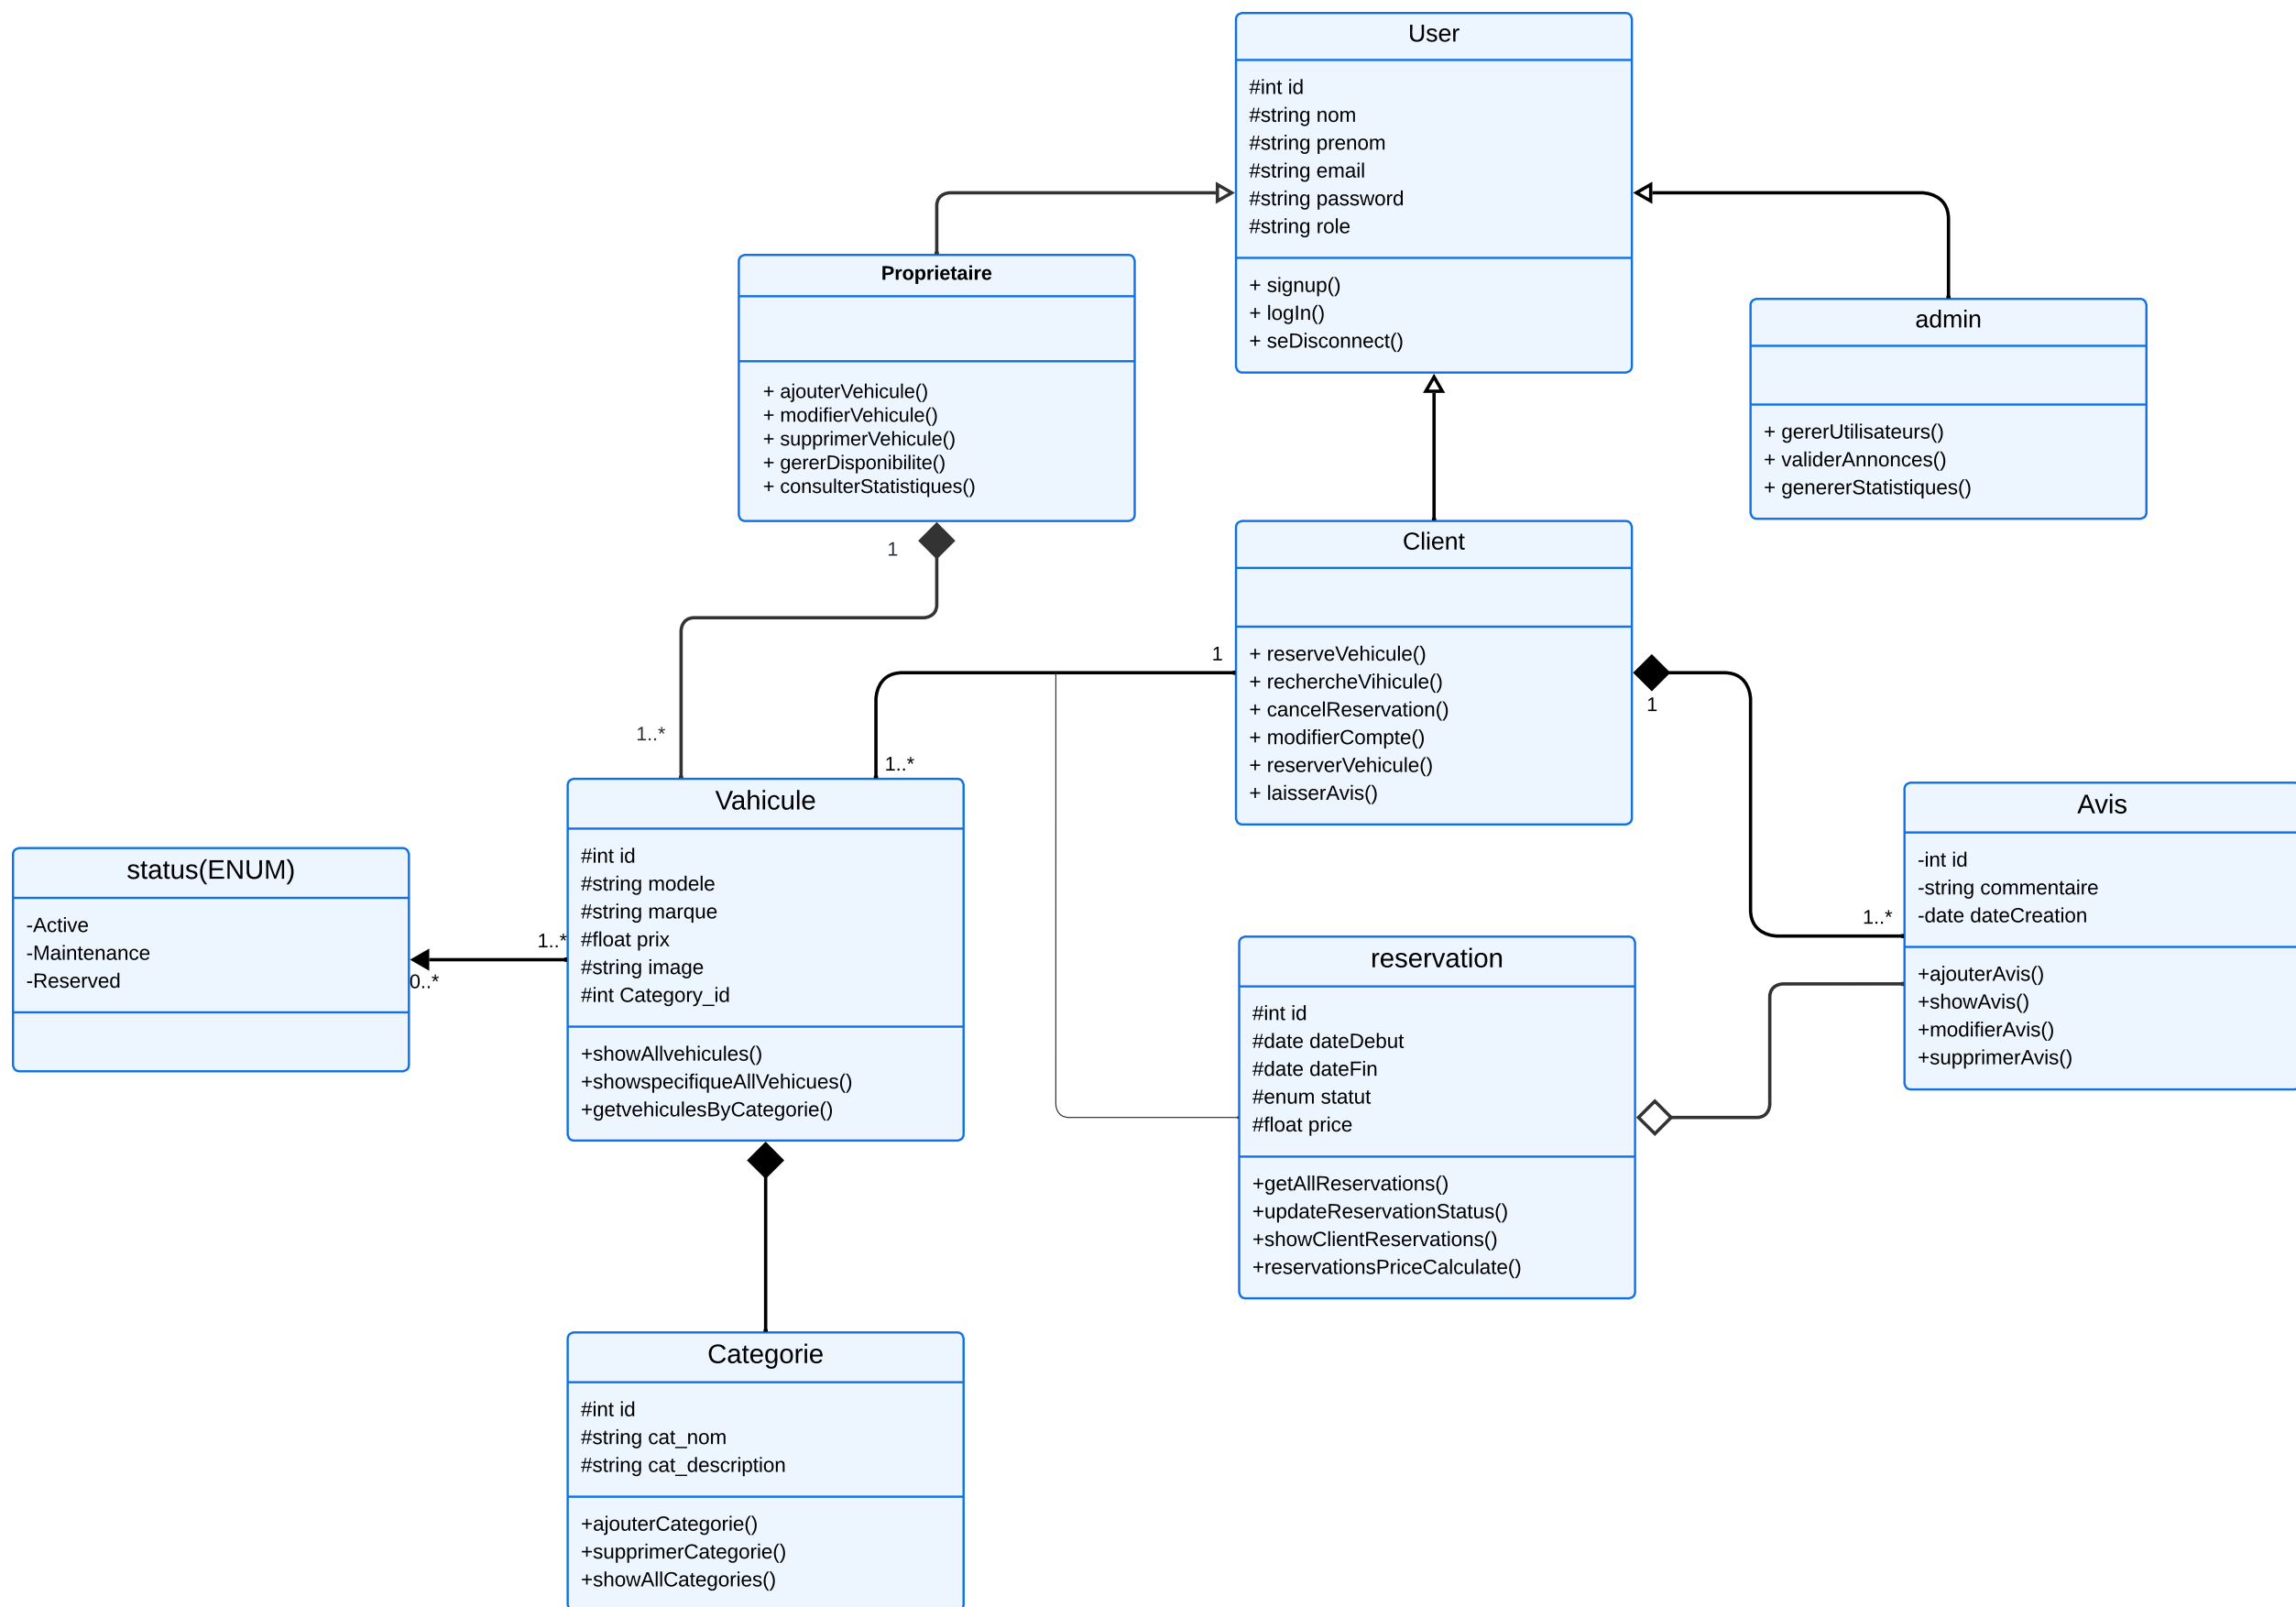 User
#int id
#string nom
#string prenom
#string email
#string password
#string role
+ signup()
+ logIn()
+ seDisconnect()
Proprietaire
+ ajouterVehicule()
+ modifierVehicule()
+ supprimerVehicule()
+ gererDisponibilite()
+ consulterStatistiques()
admin
+ gererUtilisateurs()
+ validerAnnonces()
+ genererStatistiques()
1
Client
+ reserveVehicule()
+ rechercheVihicule()
+ cancelReservation()
+ modifierCompte()
+ reserverVehicule()
+ laisserAvis()
1
1
1..*
1..*
Vahicule
#int id
#string modele
#string marque
#float prix
#string image
#int Category_id
+showAllvehicules()
+showspecifiqueAllVehicues()
+getvehiculesByCategorie()
status(ENUM)
-Active
-Maintenance
-Reserved
1..*
0..*
Avis
-int id
-string commentaire
-date dateCreation
+ajouterAvis()
+showAvis()
+modifierAvis()
+supprimerAvis()
1..*
reservation
#int id
#date dateDebut
#date dateFin
#enum statut
#float price
+getAllReservations()
+updateReservationStatus()
+showClientReservations()
+reservationsPriceCalculate()
Categorie
#int id
#string cat_nom
#string cat_description
+ajouterCategorie()
+supprimerCategorie()
+showAllCategories()